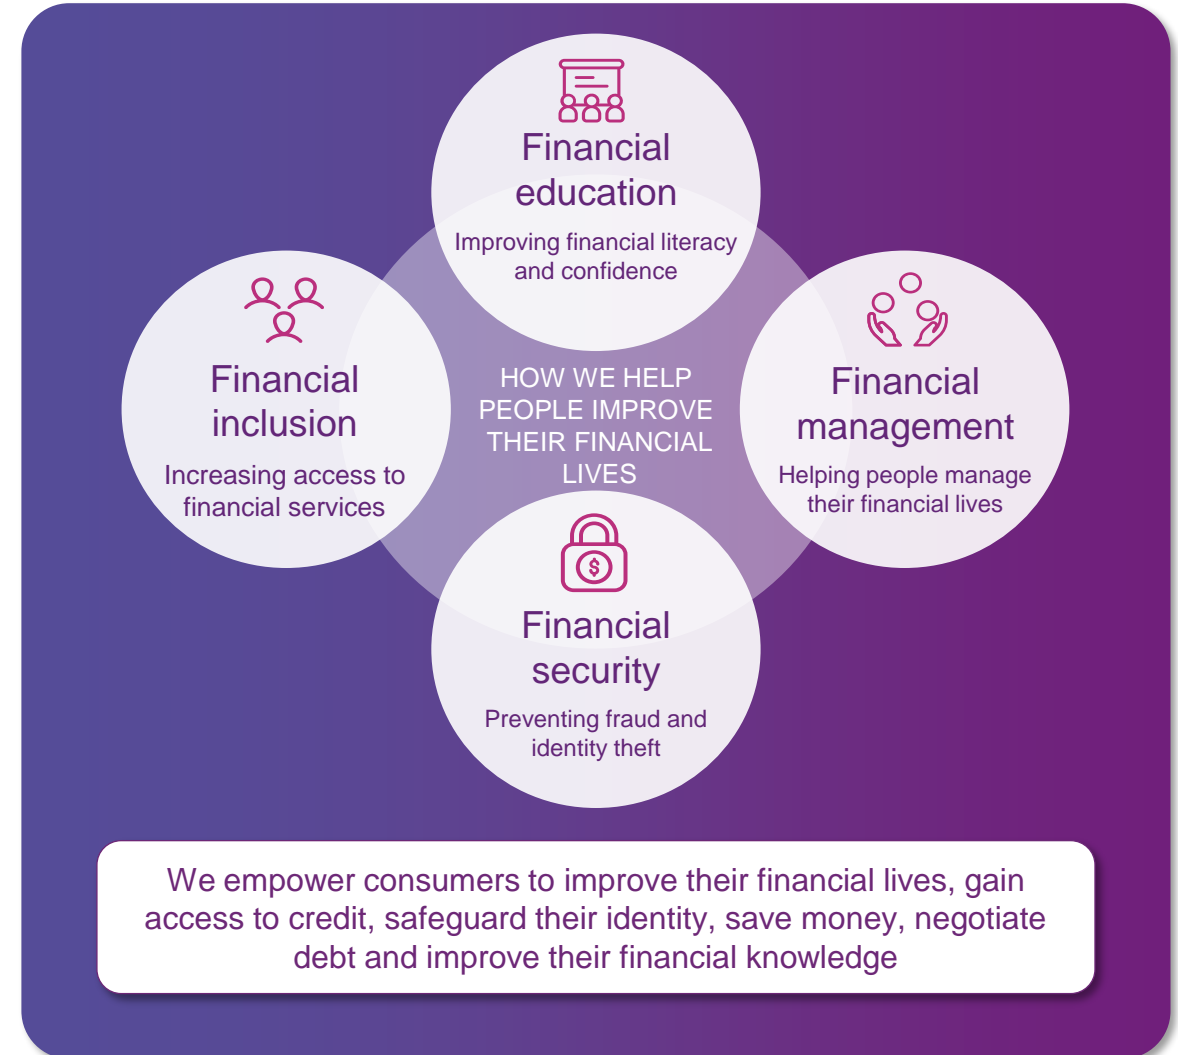 Financial
education
Improving financial literacy
and confidence
Financial
inclusion
Increasing access to
financial services
HOW WE HELP
PEOPLE IMPROVE
THEIR FINANCIAL
LIVES
Financial
management
Helping people manage
their financial lives
$
Financial
security
Preventing fraud and
identity theft
We empower consumers to improve their financial lives, gain
access to credit, safeguard their identity, save money, negotiate
debt and improve their financial knowledge